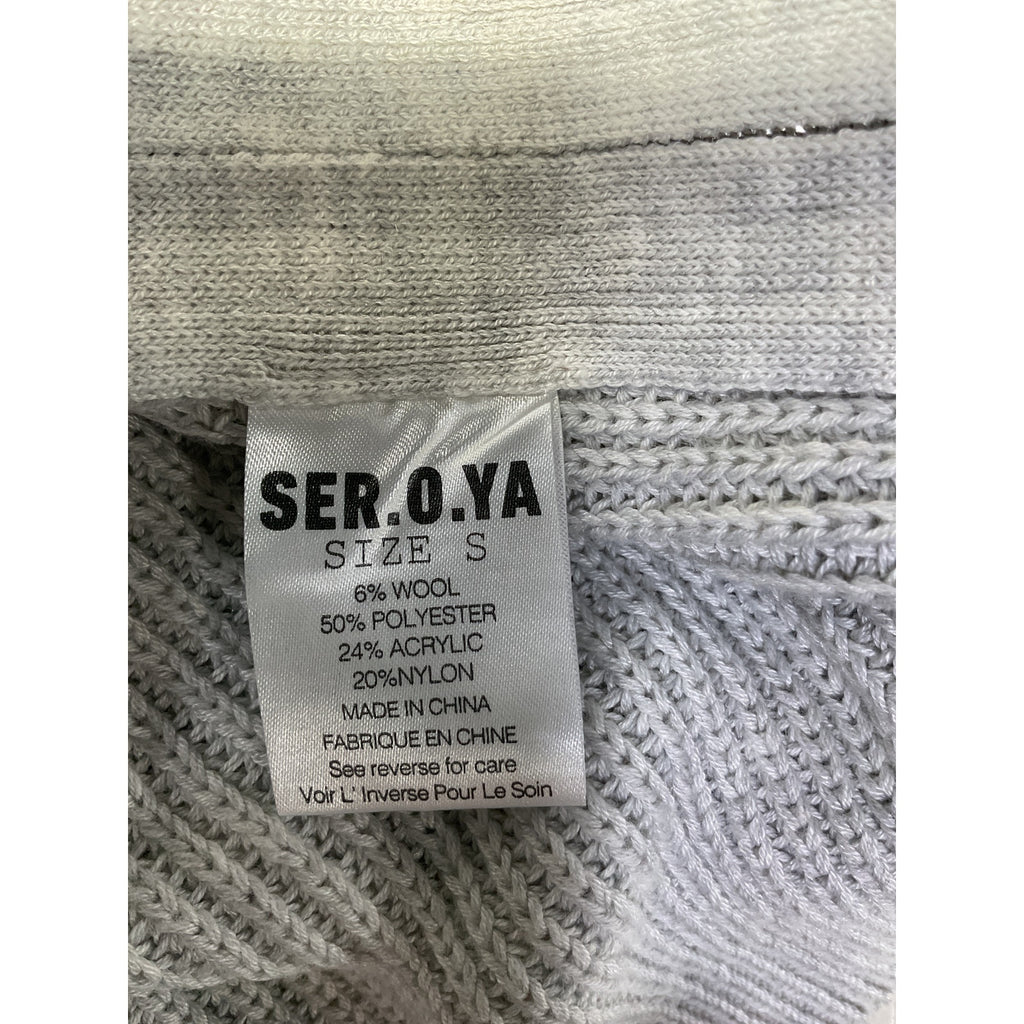 SER.O.YA
SIZE S
6% WOOL
50% POLYESTER
24% ACRYLIC
20%NYLON
MADE IN CHINA
FABRIQUE EN CHINE
See reverse for care
Voir L' Inverse Pour Le Soin